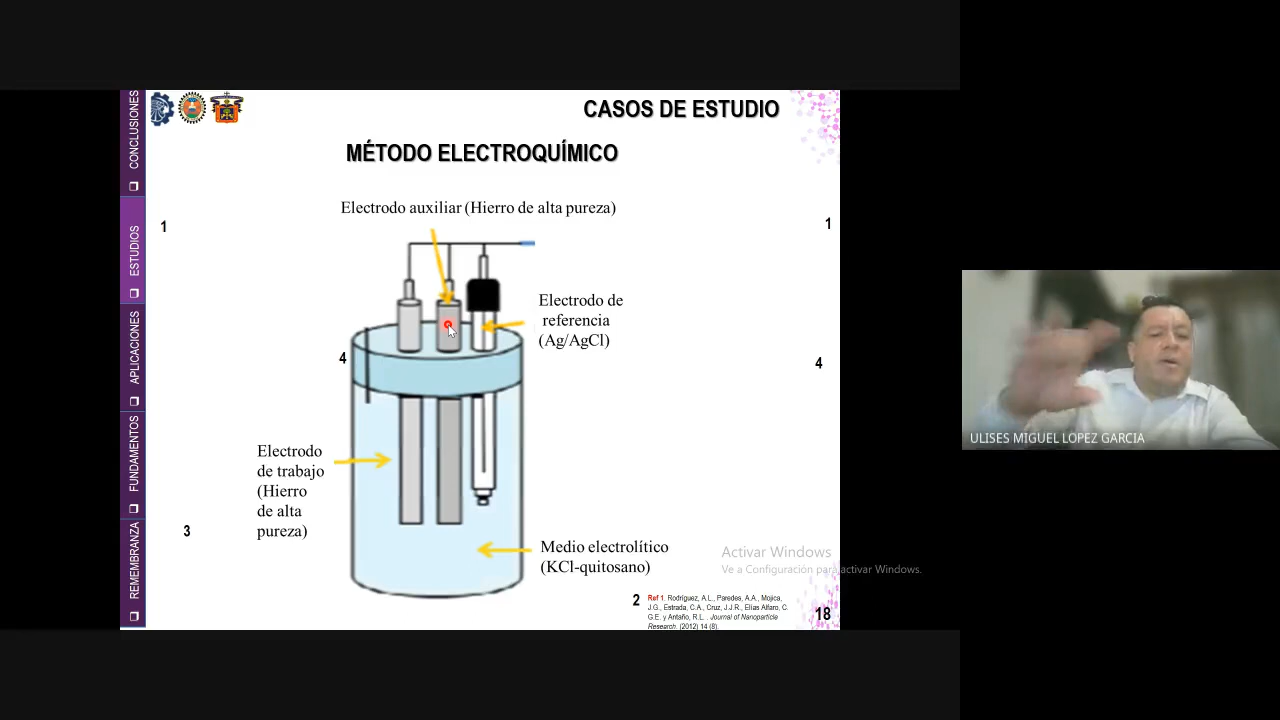 CASOS DE ESTUDIO
MÉTODO ELECTROQUÍMICO
Electrodo auxiliar (Hierro de alta pureza)
1
1
Electrodo de
referencia
(Ag/AgCl)
4
4
Electrodo
de trabajo
(Hierro
de alta
pureza)
3
Medio electrolítico
(KCl-quitosano)
2
Ref 1. Rodríguez, A.L., Paredes, A.A., Mojica,
J.G., Estrada, C.A., Cruz, J.J.R., Elías Alfaro, C.
G.E. y Antaño, R.L. . Journal of Nanoparticle
Research. (2012) 14 (8).
18
CONCLUSIONES
ESTUDIOS
APLICACIONES
FUNDAMENTOS
REMEMBRANZA
Activar Windows
Ve a Configuración para activar Windows.
ULISES MIGUEL LOPEZ GARCIA